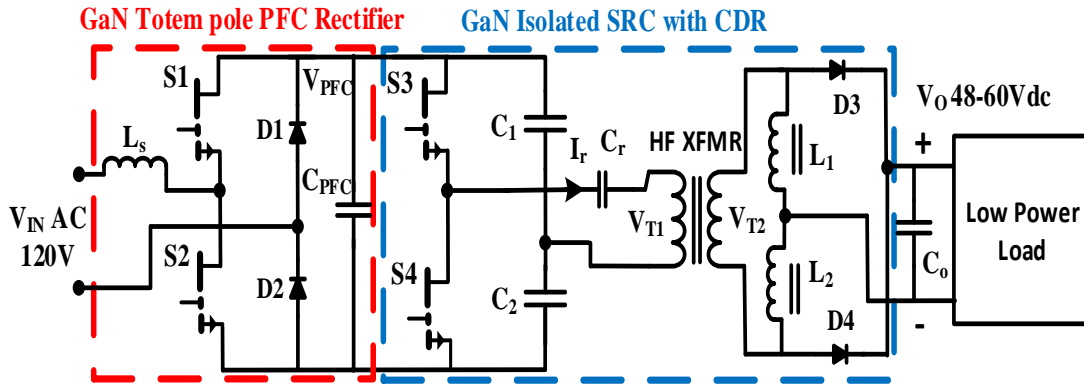 GaN Totem pole PFC Rectifier
GaN Isolated SRC with CDR
S1
VPFC
S3
D3
VO 48-60Vdc
D1
C1
Ls
Ir
Cr
HF XFMR
L1
+
CPFC
VT1
VT2
Low Power
Load
VIN AC
120V
S2
D2
S4
C2
L2
Co
D4
-